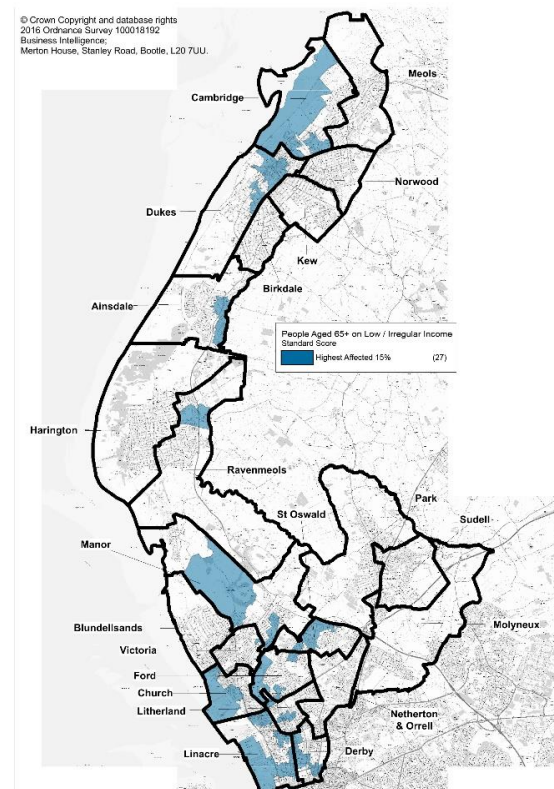 © Crown Copyright and database rights
2016 Ordnance Survey 100018192
Business Intelligence;
Merton House, Stanley Road, Bootle, L20 7UU.
Meols
Cambridge
Norwood
Dukes
Kew
Birkdale
Ainsdale
People Aged 65+ on Low / Irregular Income
Standard Score
Highest Affected 15% (27)
Harington
Ravenmeols
Park
St Oswald
Sudell
Manor
Molyneux
Blundellsands
Victoria
Ford
Church
Litherland
Netherton
& Orrell
Linacre
Derby